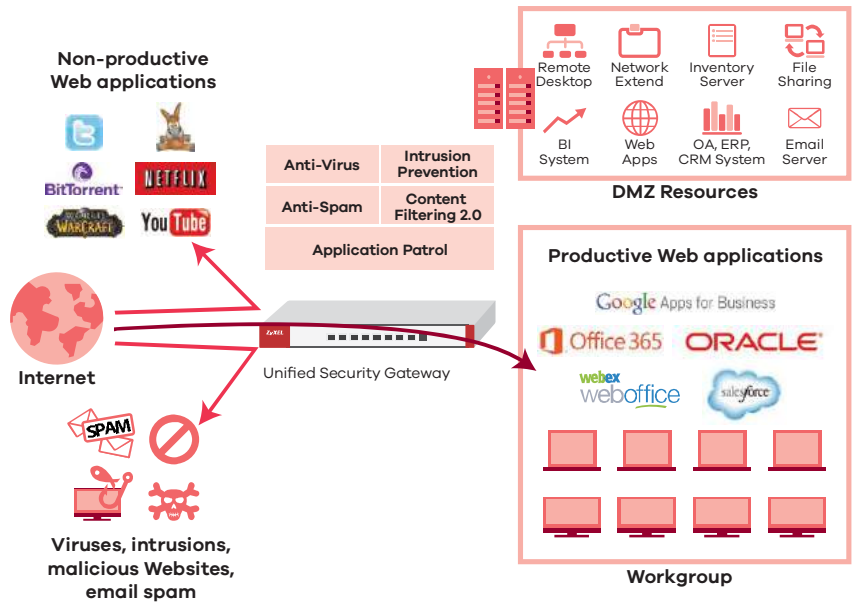 Non-productive
Web applications
BitTorrent
NETFLIX
WARCRAFT
YouTube
Anti-Virus
Intrusion
Prevention
Anti-Spam
Content
Filtering 2.0
Application Patrol
Internet
ZyXEL
Unified Security Gateway
SPAM
Viruses, intrusions,
malicious Websites,
email spam
Remote
Desktop
Network
Extend
Inventory
Server
File
Sharing
BI
System
Web
Apps
OA, ERP,
CRM System
Email
Server
DMZ Resources
Productive Web applications
Google Apps for Business
Office 365
ORACLE
webex
weboffice
salesforce
Workgroup